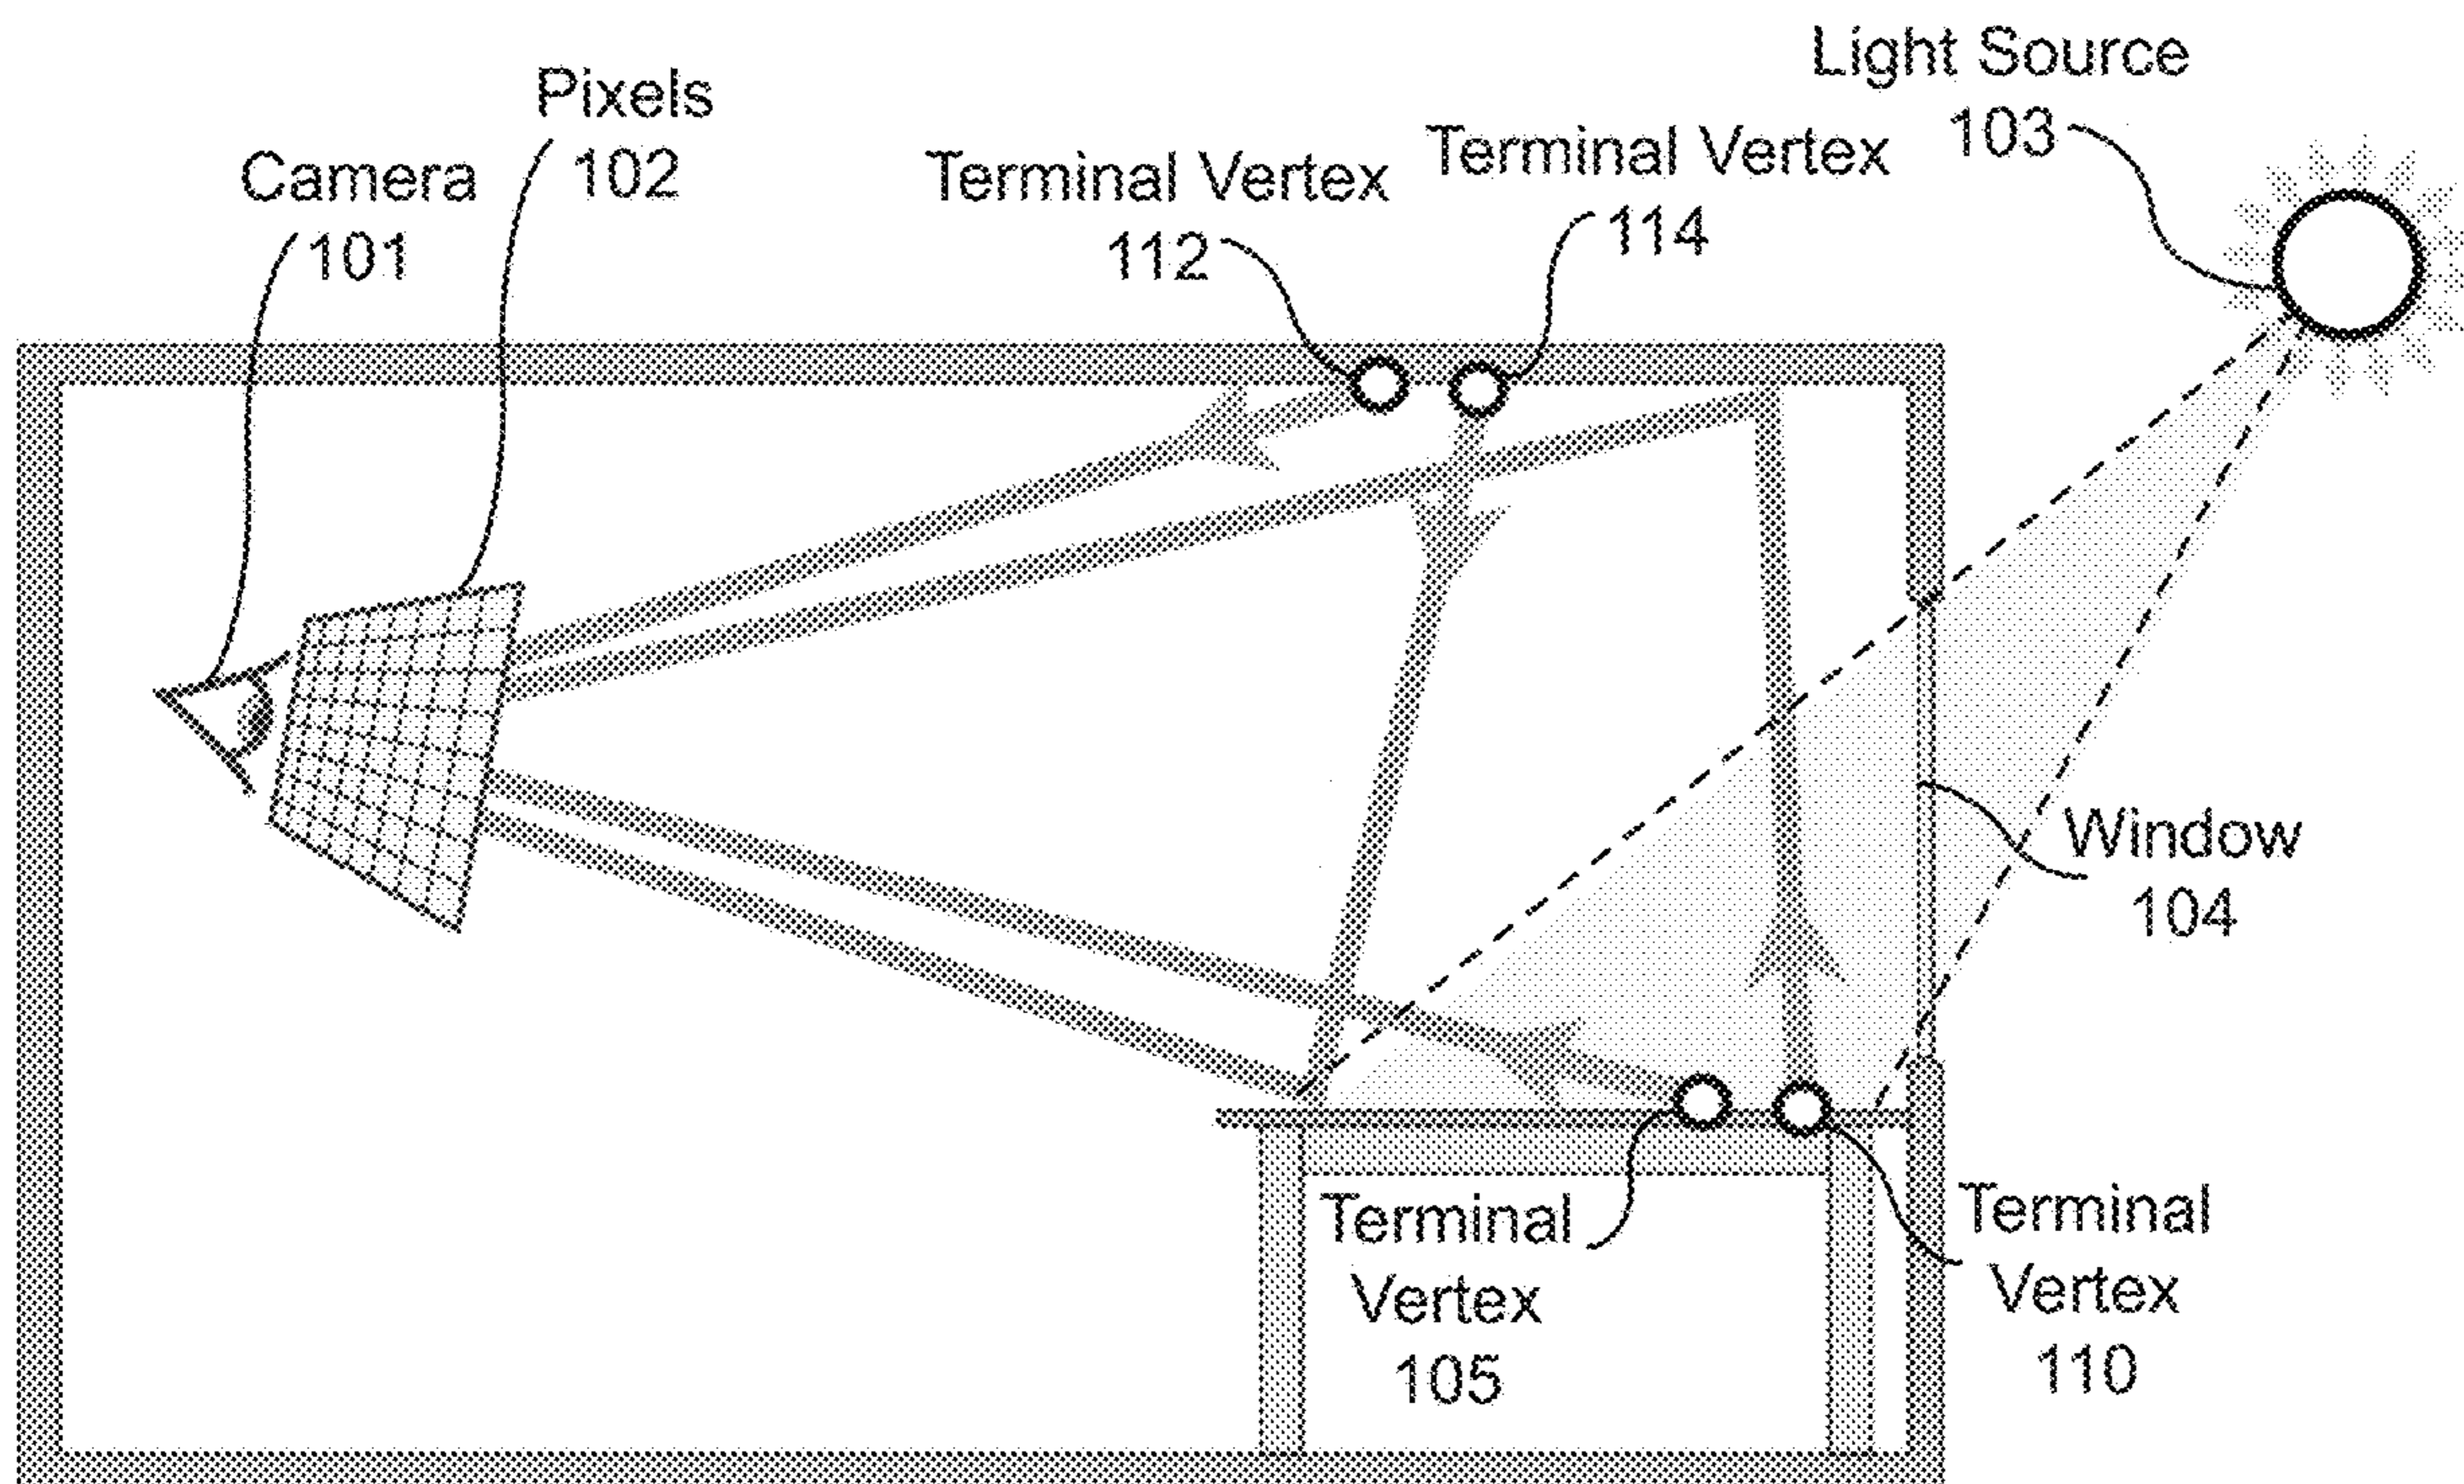 Light Source
103
Pixels
102
Camera
101
Terminal Vertex
112
Terminal Vertex
114
Window
104
Terminal
Vertex
105
Terminal
Vertex
110